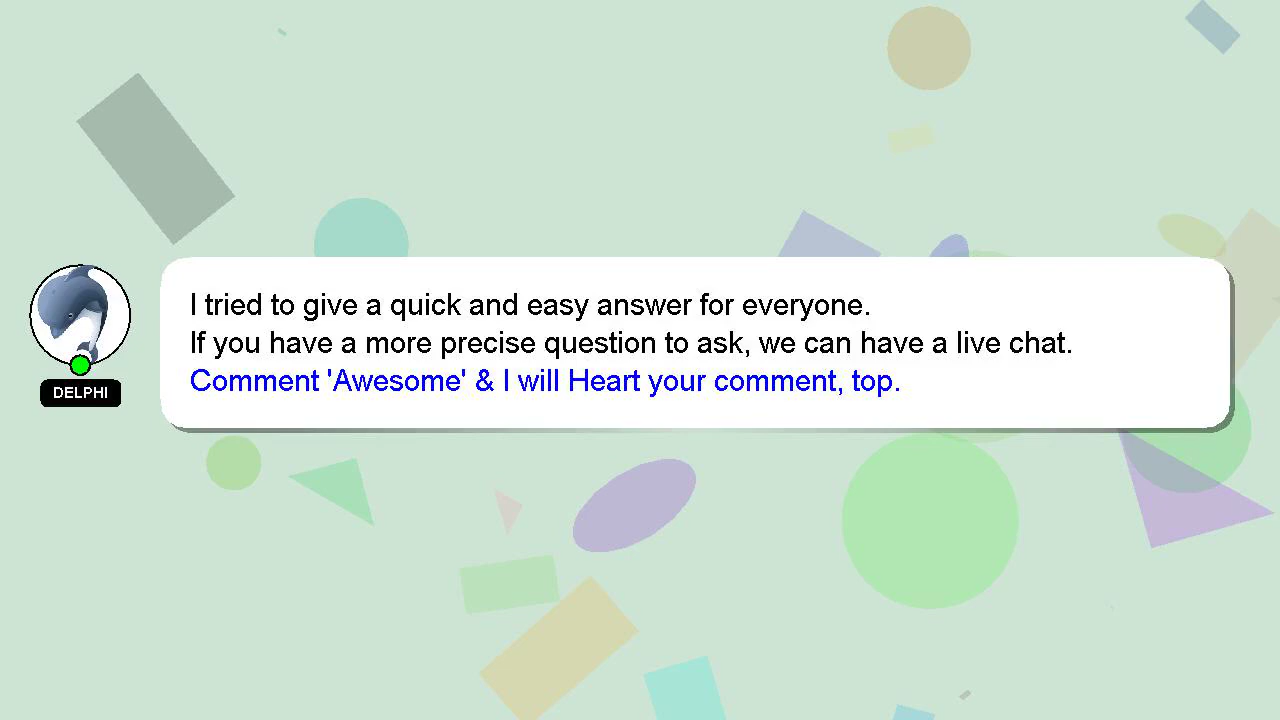 I tried to give a quick and easy answer for everyone.
If you have a more precise question to ask, we can have a live chat.
Comment 'Awesome' & I will Heart your comment, top.
DELPHI